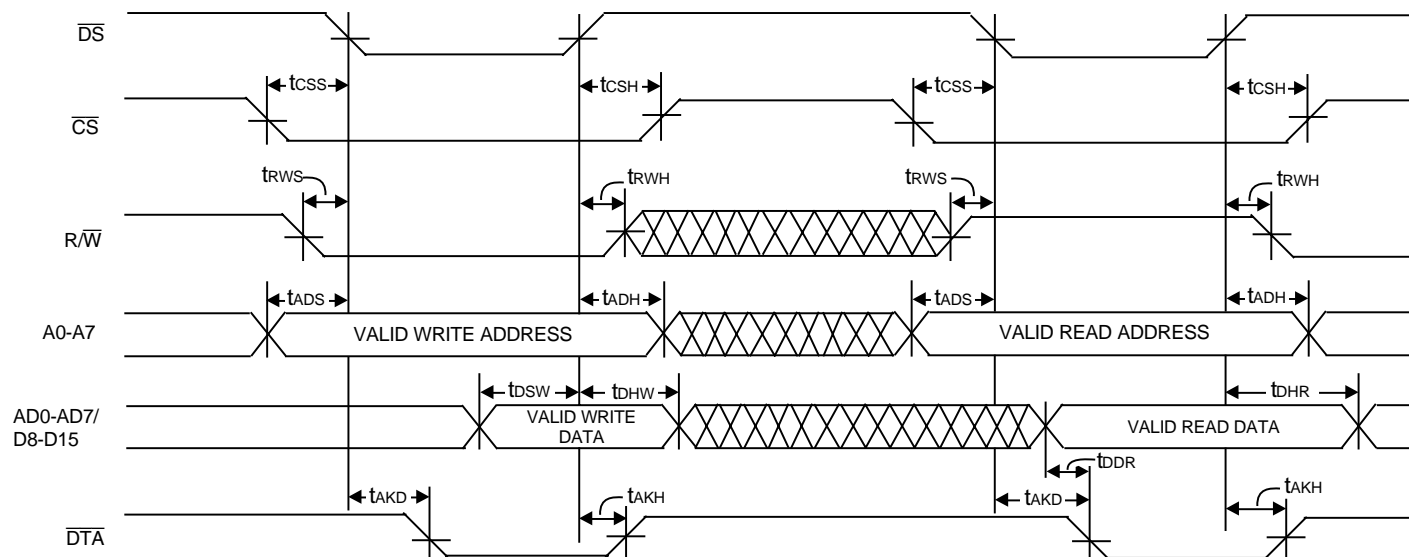 DS
tCSS tCSH tCSS tCSH
CS
tRWS tRWH tRWS tRWH
R/W
tADS tADH tADS tADH
A0-A7 VALID WRITE ADDRESS VALID READ ADDRESS
tDSW tDHW tDHR
AD0-AD7/
D8-D15
VALID WRITE
DATA
VALID READ DATA
tDDR
tAKD tAKH tAKD tAKH
DTA